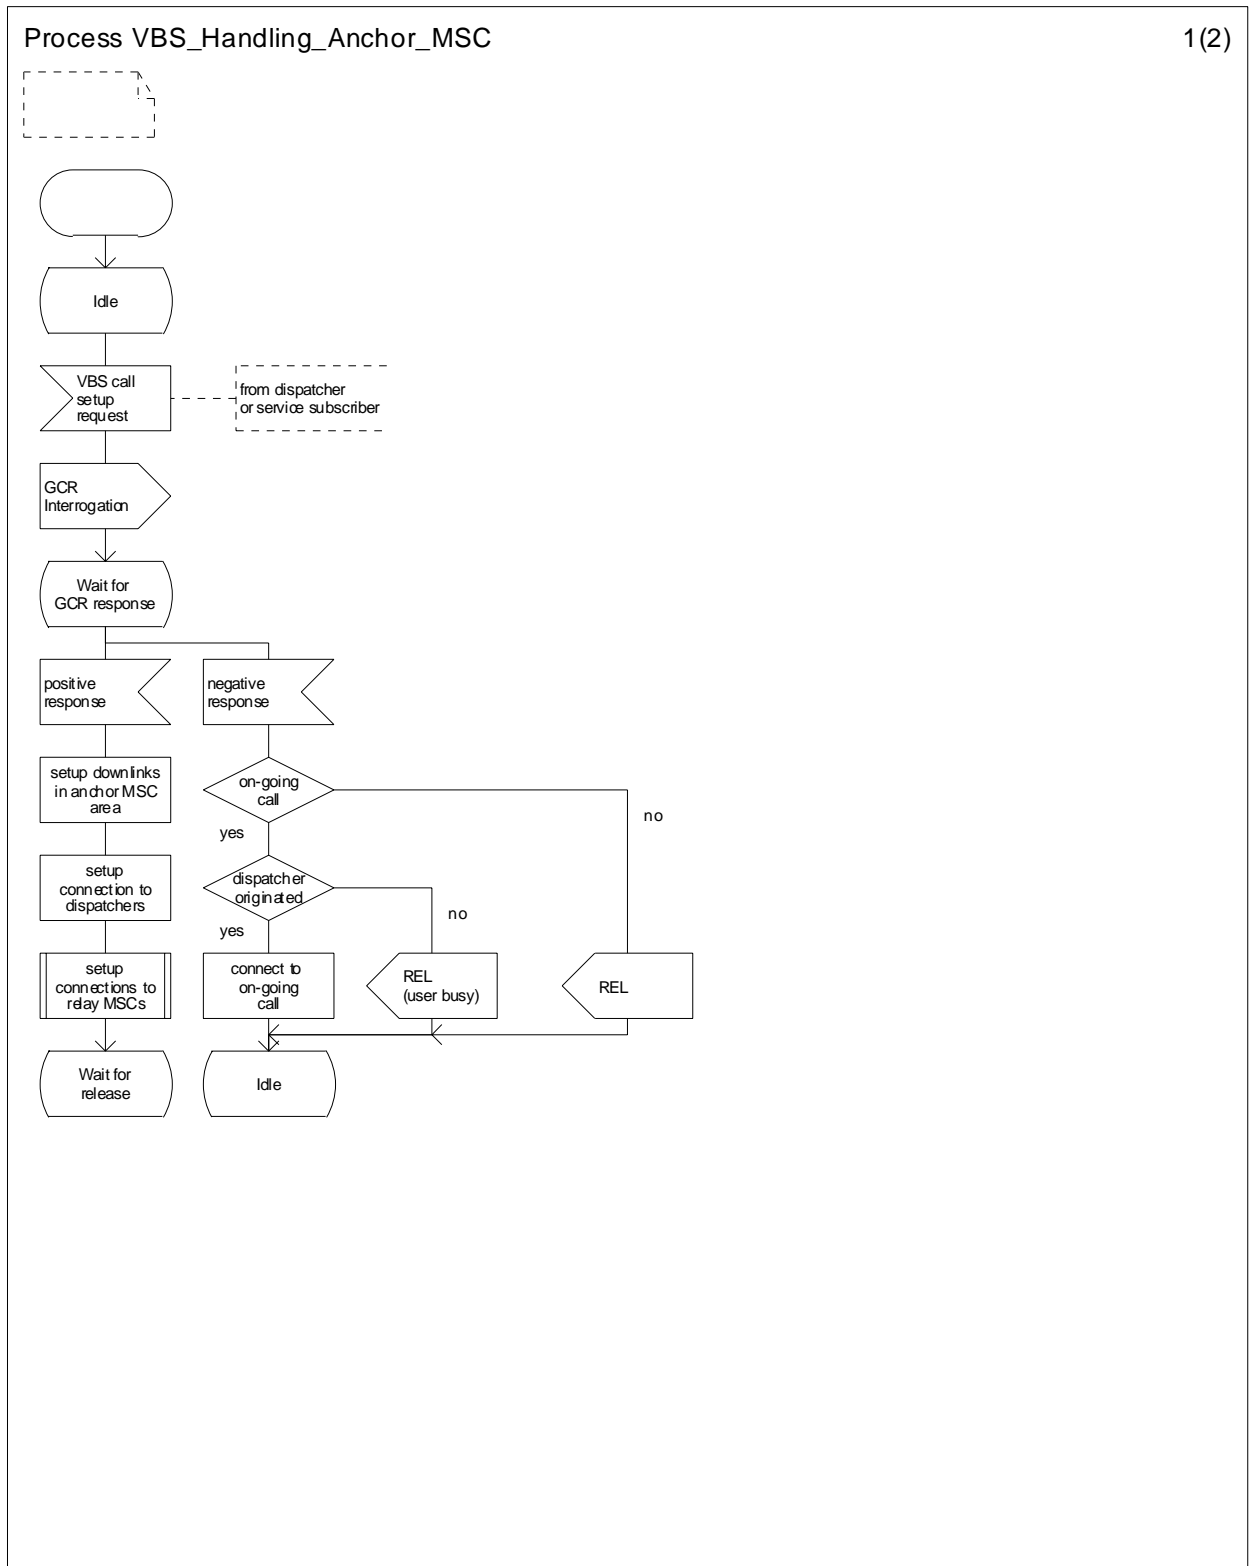 Process VBS_Handling_Anchor_MSC
1(2)
Idle
VBS call
setup
request
from dispatcher
or service subscriber
GCR
Interrogation
Wait for
GCR response
positive
response
negative
response
setup downlinks
in anchor MSC
area
on-going
call
no
yes
setup
connection to
dispatchers
dispatcher
originated
no
yes
setup
connections to
relay MSCs
connect to
on-going
call
REL
(user busy)
REL
Wait for
release
Idle